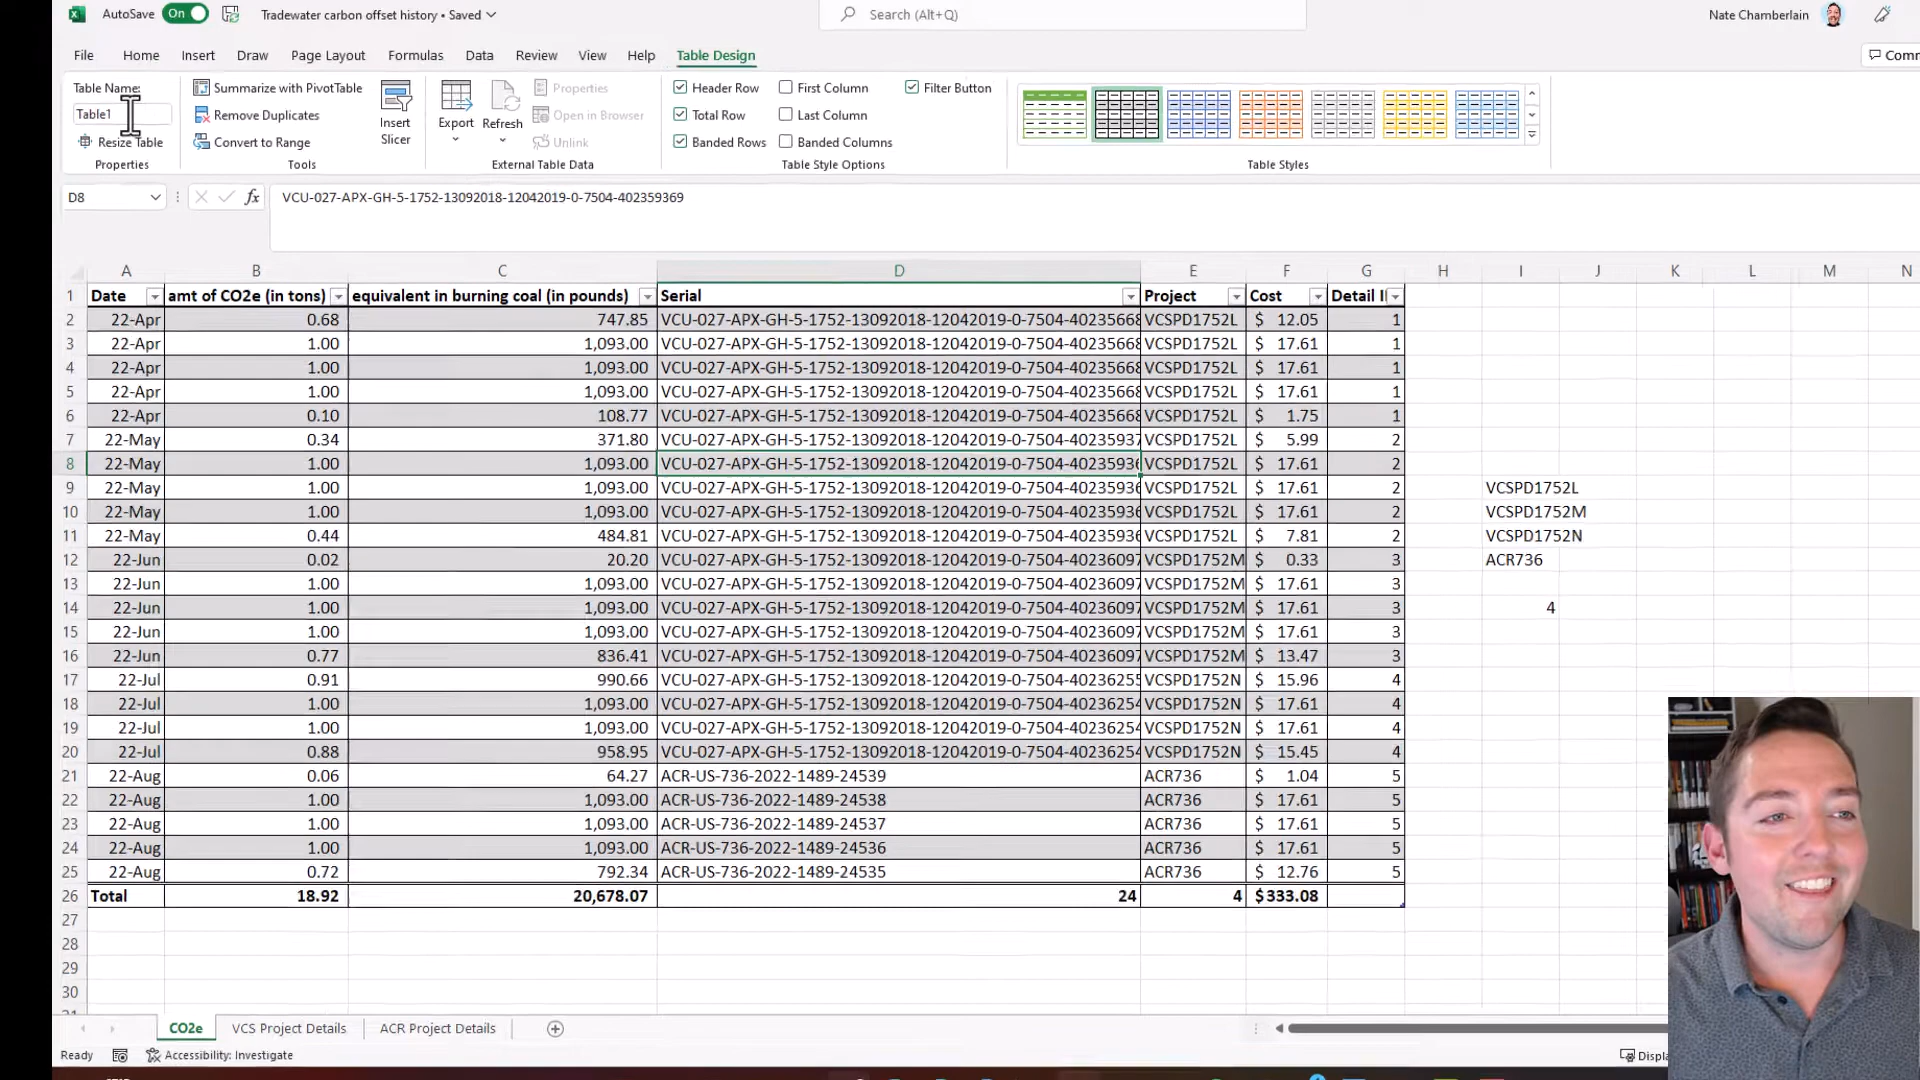 AutoSave On Tradewater carbon offset history • Saved Search (Alt+Q) Nate Chamberlain
File Home Insert Draw Page Layout Formulas Data Review View Help Table Design Comm
Table Name:
Table1
Resize Table
Properties
Summarize with PivotTable
Remove Duplicates
Convert to Range
Tools
Insert Slicer
Export
Refresh
Properties
Open in Browser
Unlink
External Table Data
Header Row First Column Filter Button
Total Row Last Column
Banded Rows Banded Columns
Table Style Options
Table Styles
D8 fx VCU-027-APX-GH-5-1752-13092018-12042019-0-7504-402359369
A B C D E F G H I J K L M N
1 Date amt of CO2e (in tons) equivalent in burning coal (in pounds) Serial Project Cost Detail I
2 22-Apr 0.68 747.85 VCU-027-APX-GH-5-1752-13092018-12042019-0-7504-40235668 VCSPD1752L $ 12.05 1
3 22-Apr 1.00 1,093.00 VCU-027-APX-GH-5-1752-13092018-12042019-0-7504-40235668 VCSPD1752L $ 17.61 1
4 22-Apr 1.00 1,093.00 VCU-027-APX-GH-5-1752-13092018-12042019-0-7504-40235668 VCSPD1752L $ 17.61 1
5 22-Apr 1.00 1,093.00 VCU-027-APX-GH-5-1752-13092018-12042019-0-7504-40235668 VCSPD1752L $ 17.61 1
6 22-Apr 0.10 108.77 VCU-027-APX-GH-5-1752-13092018-12042019-0-7504-40235668 VCSPD1752L $ 1.75 1
7 22-May 0.34 371.80 VCU-027-APX-GH-5-1752-13092018-12042019-0-7504-40235937 VCSPD1752L $ 5.99 2
8 22-May 1.00 1,093.00 VCU-027-APX-GH-5-1752-13092018-12042019-0-7504-40235936 VCSPD1752L $ 17.61 2
9 22-May 1.00 1,093.00 VCU-027-APX-GH-5-1752-13092018-12042019-0-7504-40235936 VCSPD1752L $ 17.61 2 VCSPD1752L
10 22-May 1.00 1,093.00 VCU-027-APX-GH-5-1752-13092018-12042019-0-7504-40235936 VCSPD1752L $ 17.61 2 VCSPD1752M
11 22-May 0.44 484.81 VCU-027-APX-GH-5-1752-13092018-12042019-0-7504-40235936 VCSPD1752L $ 7.81 2 VCSPD1752N
12 22-Jun 0.02 20.20 VCU-027-APX-GH-5-1752-13092018-12042019-0-7504-40236097 VCSPD1752M $ 0.33 3 ACR736
13 22-Jun 1.00 1,093.00 VCU-027-APX-GH-5-1752-13092018-12042019-0-7504-40236097 VCSPD1752M $ 17.61 3
14 22-Jun 1.00 1,093.00 VCU-027-APX-GH-5-1752-13092018-12042019-0-7504-40236097 VCSPD1752M $ 17.61 3 4
15 22-Jun 1.00 1,093.00 VCU-027-APX-GH-5-1752-13092018-12042019-0-7504-40236097 VCSPD1752M $ 17.61 3
16 22-Jun 0.77 836.41 VCU-027-APX-GH-5-1752-13092018-12042019-0-7504-40236097 VCSPD1752M $ 13.47 3
17 22-Jul 0.91 990.66 VCU-027-APX-GH-5-1752-13092018-12042019-0-7504-40236255 VCSPD1752N $ 15.96 4
18 22-Jul 1.00 1,093.00 VCU-027-APX-GH-5-1752-13092018-12042019-0-7504-40236254 VCSPD1752N $ 17.61 4
19 22-Jul 1.00 1,093.00 VCU-027-APX-GH-5-1752-13092018-12042019-0-7504-40236254 VCSPD1752N $ 17.61 4
20 22-Jul 0.88 958.95 VCU-027-APX-GH-5-1752-13092018-12042019-0-7504-40236254 VCSPD1752N $ 15.45 4
21 22-Aug 0.06 64.27 ACR-US-736-2022-1489-24539 ACR736 $ 1.04 5
22 22-Aug 1.00 1,093.00 ACR-US-736-2022-1489-24538 ACR736 $ 17.61 5
23 22-Aug 1.00 1,093.00 ACR-US-736-2022-1489-24537 ACR736 $ 17.61 5
24 22-Aug 1.00 1,093.00 ACR-US-736-2022-1489-24536 ACR736 $ 17.61 5
25 22-Aug 0.72 792.34 ACR-US-736-2022-1489-24535 ACR736 $ 12.76 5
26 Total 18.92 20,678.07 24 4 $333.08
27
28
29
30
CO2e VCS Project Details ACR Project Details
Ready Accessibility: Investigate Displa